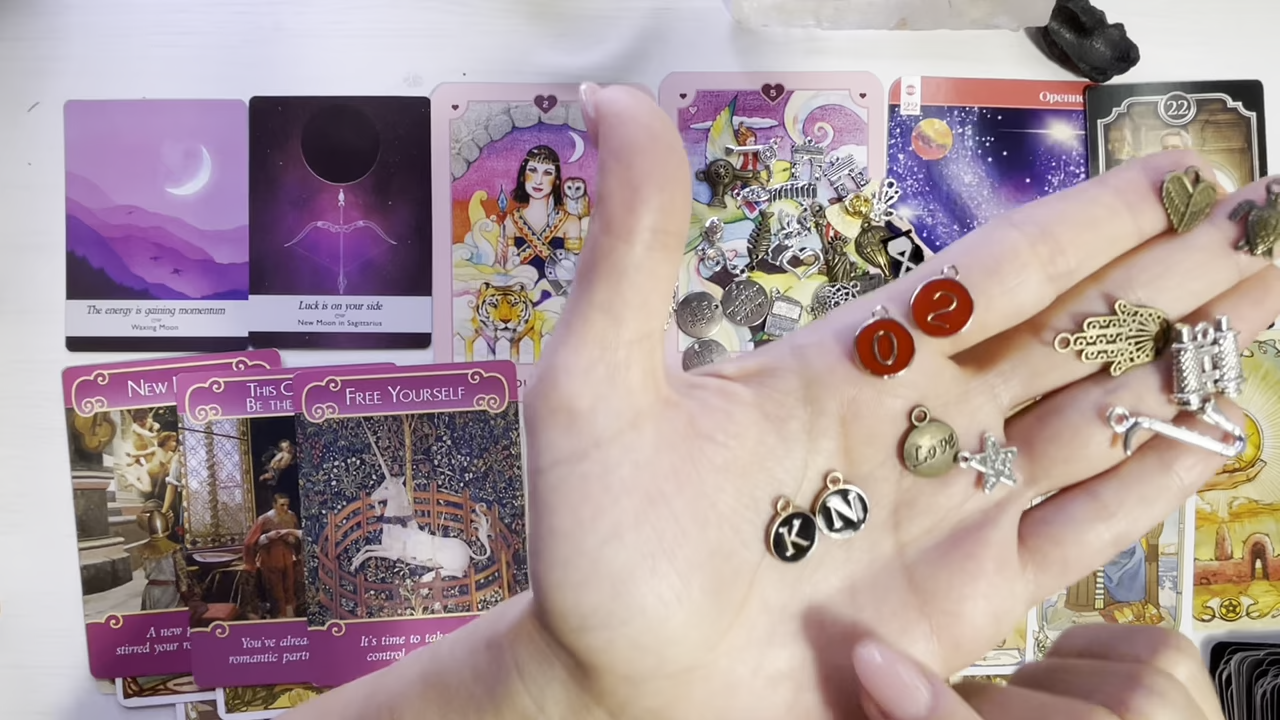 The energy is gaining momentum
Waxing Moon
Luck is on your side
New Moon in Sagittarius
2
5
22
Openn
22
0
2
Love
K
N
NEW
THIS C
BE THE
FREE YOURSELF
A new
stirred your
You've alrea
romantic part
It's time to take
control